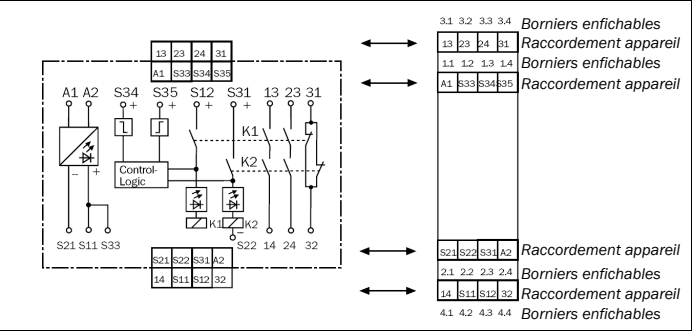 3.1 3.2 3.3 3.4 Borniers enfichables
13 23 24 31
13 23 24 31 Raccordement appareil
1.1 1.2 1.3 1.4 Borniers enfichables
A1 S33 S34 S35
A1 S33 S34 S35 Raccordement appareil
A1 A2 S34 S35 S12 S31 13 23 31
+ + + +
K1
K2
Control-
Logic
- +
K1 K2
-
S21 S11 S33 S22 14 24 32
S21 S22 S31 A2
S21 S22 S31 A2 Raccordement appareil
2.1 2.2 2.3 2.4 Borniers enfichables
14 S11 S12 32
14 S11 S12 32 Raccordement appareil
4.1 4.2 4.3 4.4 Borniers enfichables